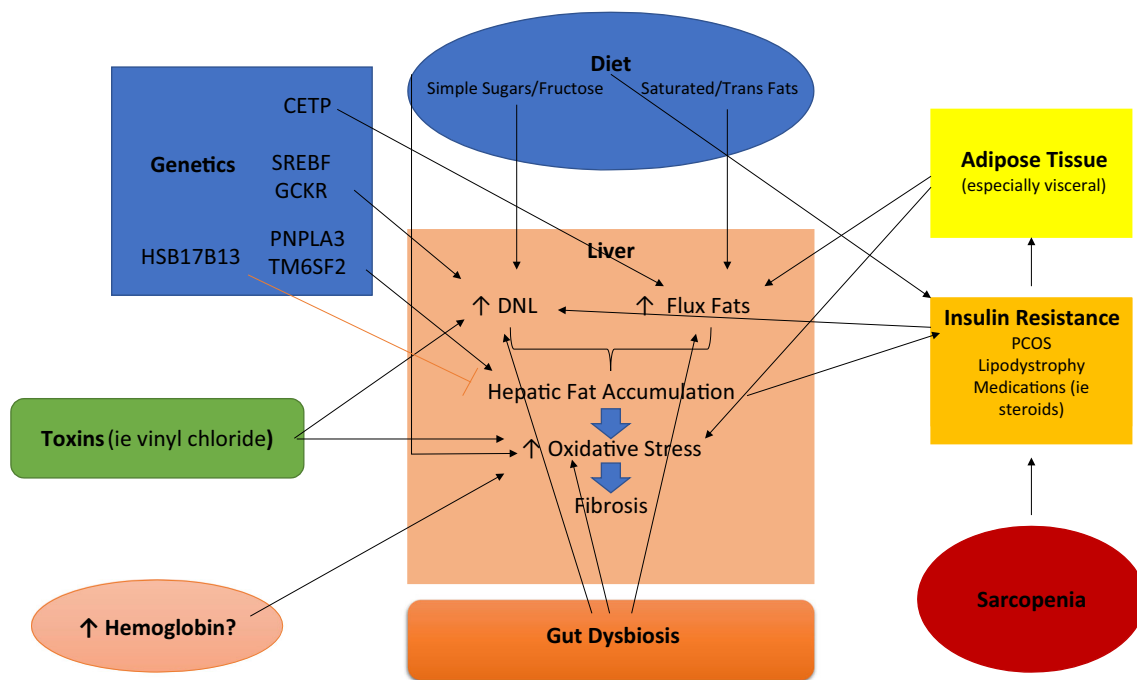 Diet
Simple Sugars/Fructose
Saturated/Trans Fats
CETP
Genetics
SREBF
GCKR
HSB17B13
PNPLA3
TM6SF2
Adipose Tissue
(especially visceral)
Liver
↑ DNL
↑ Flux Fats
Hepatic Fat Accumulation
↑ Oxidative Stress
Fibrosis
Insulin Resistance
PCOS
Lipodystrophy
Medications (ie
steroids)
Toxins (ie vinyl chloride)
↑ Hemoglobin?
Gut Dysbiosis
Sarcopenia